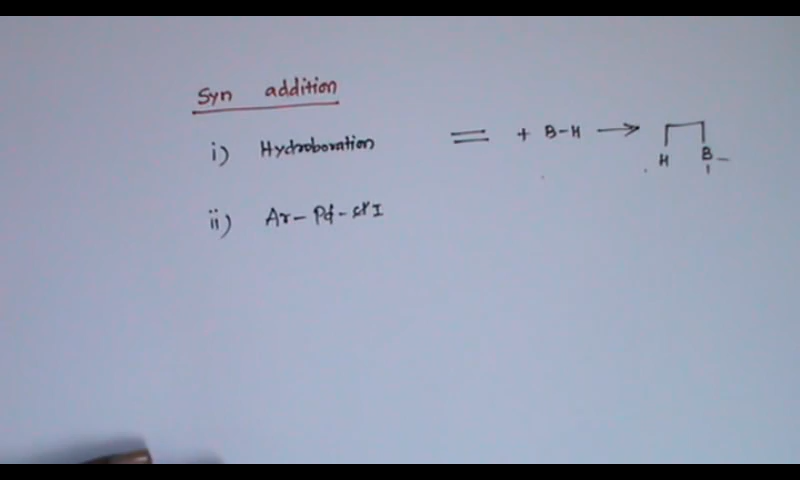 Syn addition
i) Hydroboration = + B-H → H B-
ii) Ar-Pd-I